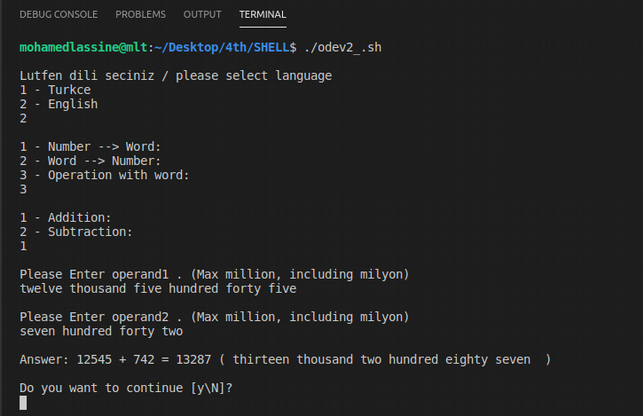 DEBUG CONSOLE PROBLEMS OUTPUT TERMINAL
mohamedlassine@mlt:~/Desktop/4th/SHELL$ ./odev2_.sh
Lutfen dili seciniz / please select language
1 - Turkce
2 - English
2
1 - Number --> Word:
2 - Word --> Number:
3 - Operation with word:
3
1 - Addition:
2 - Subtraction:
1
Please Enter operand1 . (Max million, including milyon)
twelve thousand five hundred forty five
Please Enter operand2 . (Max million, including milyon)
seven hundred forty two
Answer: 12545 + 742 = 13287 ( thirteen thousand two hundred eighty seven  )
Do you want to continue [y\N]?